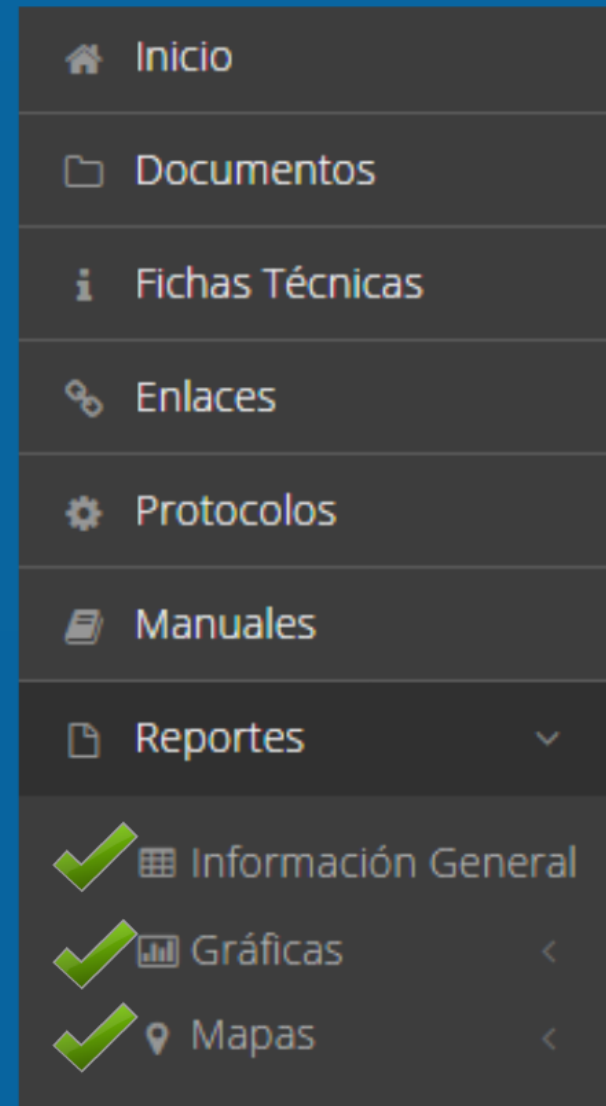 Inicio
Documentos
Fichas Técnicas
Enlaces
Protocolos
Manuales
Reportes
Información General
Gráficas
Mapas